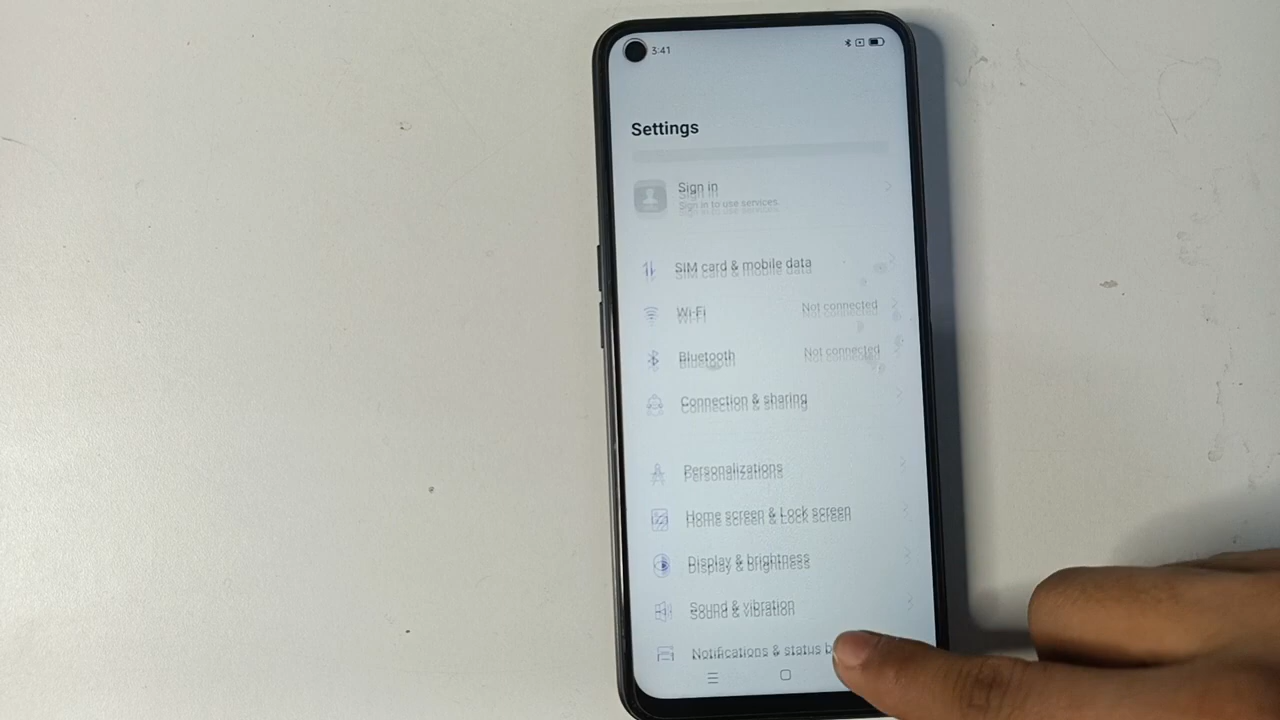 3:41
Settings
Sign in
Sign in to use services.
SIM card & mobile data
Wi-Fi Not connected
Bluetooth Not connected
Connection & sharing
Personalizations
Home screen & Lock screen
Display & brightness
Sound & vibration
Notifications & status b